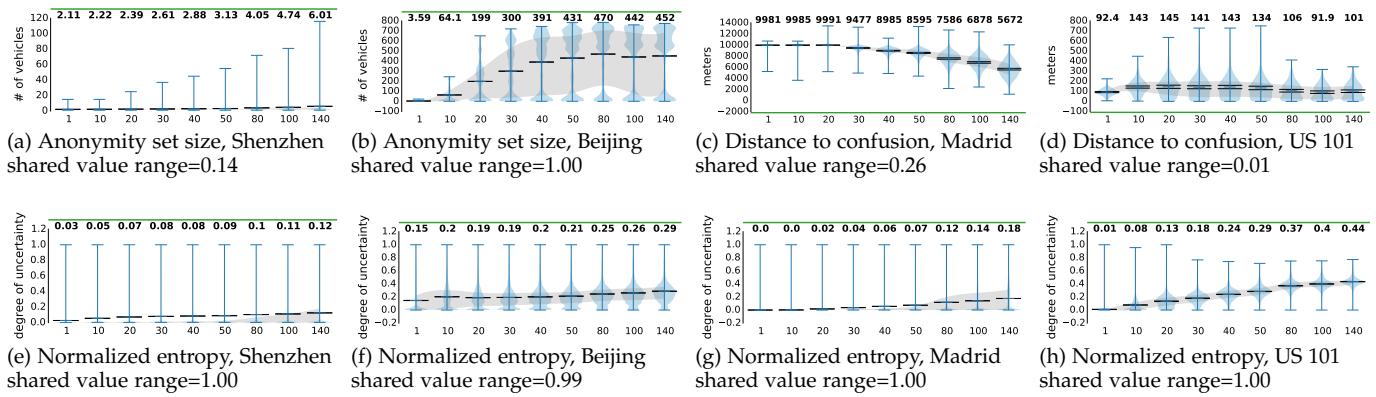 2.11 2.22 2.39 2.61 2.88 3.13 4.05 4.74 6.01
120
100
80
60
40
20
0
# of vehicles
1 10 20 30 40 50 80 100 140
(a) Anonymity set size, Shenzhen
shared value range=0.14
3.59 64.1 199 300 391 431 470 442 452
800
700
600
500
400
300
200
100
0
−100
# of vehicles
1 10 20 30 40 50 80 100 140
(b) Anonymity set size, Beijing
shared value range=1.00
9981 9985 9991 9477 8985 8595 7586 6878 5672
14000
12000
10000
8000
6000
4000
2000
0
−2000
meters
1 10 20 30 40 50 80 100 140
(c) Distance to confusion, Madrid
shared value range=0.26
92.4 143 145 141 143 134 106 91.9 101
800
700
600
500
400
300
200
100
0
−100
meters
1 10 20 30 40 50 80 100 140
(d) Distance to confusion, US 101
shared value range=0.01
0.03 0.05 0.07 0.08 0.08 0.09 0.1 0.11 0.12
1.2
1.0
0.8
0.6
0.4
0.2
0.0
degree of uncertainty
1 10 20 30 40 50 80 100 140
(e) Normalized entropy, Shenzhen
shared value range=1.00
0.15 0.2 0.19 0.19 0.2 0.21 0.25 0.26 0.29
1.2
1.0
0.8
0.6
0.4
0.2
0.0
−0.2
degree of uncertainty
1 10 20 30 40 50 80 100 140
(f) Normalized entropy, Beijing
shared value range=0.99
0.0 0.0 0.02 0.04 0.06 0.07 0.12 0.14 0.18
1.2
1.0
0.8
0.6
0.4
0.2
0.0
−0.2
degree of uncertainty
1 10 20 30 40 50 80 100 140
(g) Normalized entropy, Madrid
shared value range=1.00
0.01 0.08 0.13 0.18 0.24 0.29 0.37 0.4 0.44
1.2
1.0
0.8
0.6
0.4
0.2
0.0
−0.2
degree of uncertainty
1 10 20 30 40 50 80 100 140
(h) Normalized entropy, US 101
shared value range=1.00